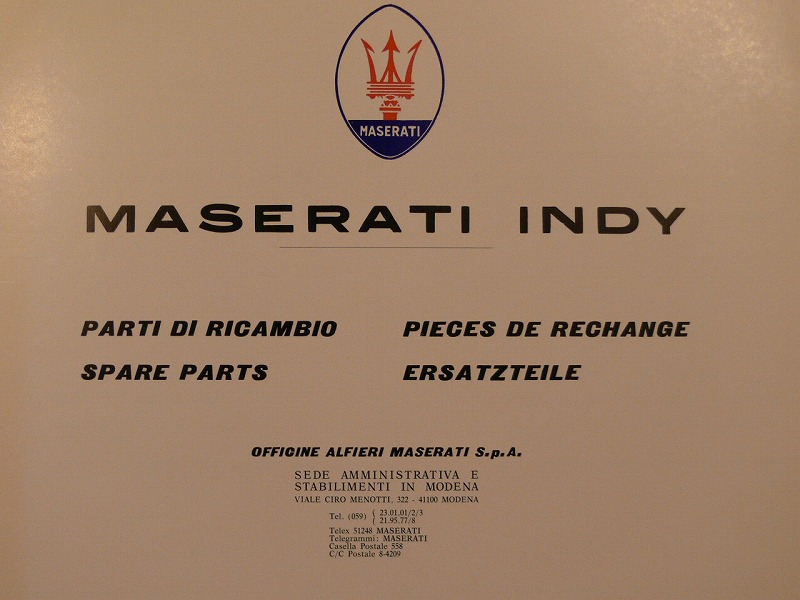 MASERATI
MASERATI INDY
PARTI DI RICAMBIO
SPARE PARTS
PIECES DE RECHANGE
ERSATZTEILE
OFFICINE ALFIERI MASERATI S.p.A.
SEDE AMMINISTRATIVA E
STABILIMENTI IN MODENA
VIALE CIRO MENOTTI, 322 - 41100 MODENA
Tel. (059) { 23.01.01/2/3
{ 21.95.77/8
Telex 51248 MASERATI
Telegrammi: MASERATI
Casella Postale 558
C/C Postale 8-4209